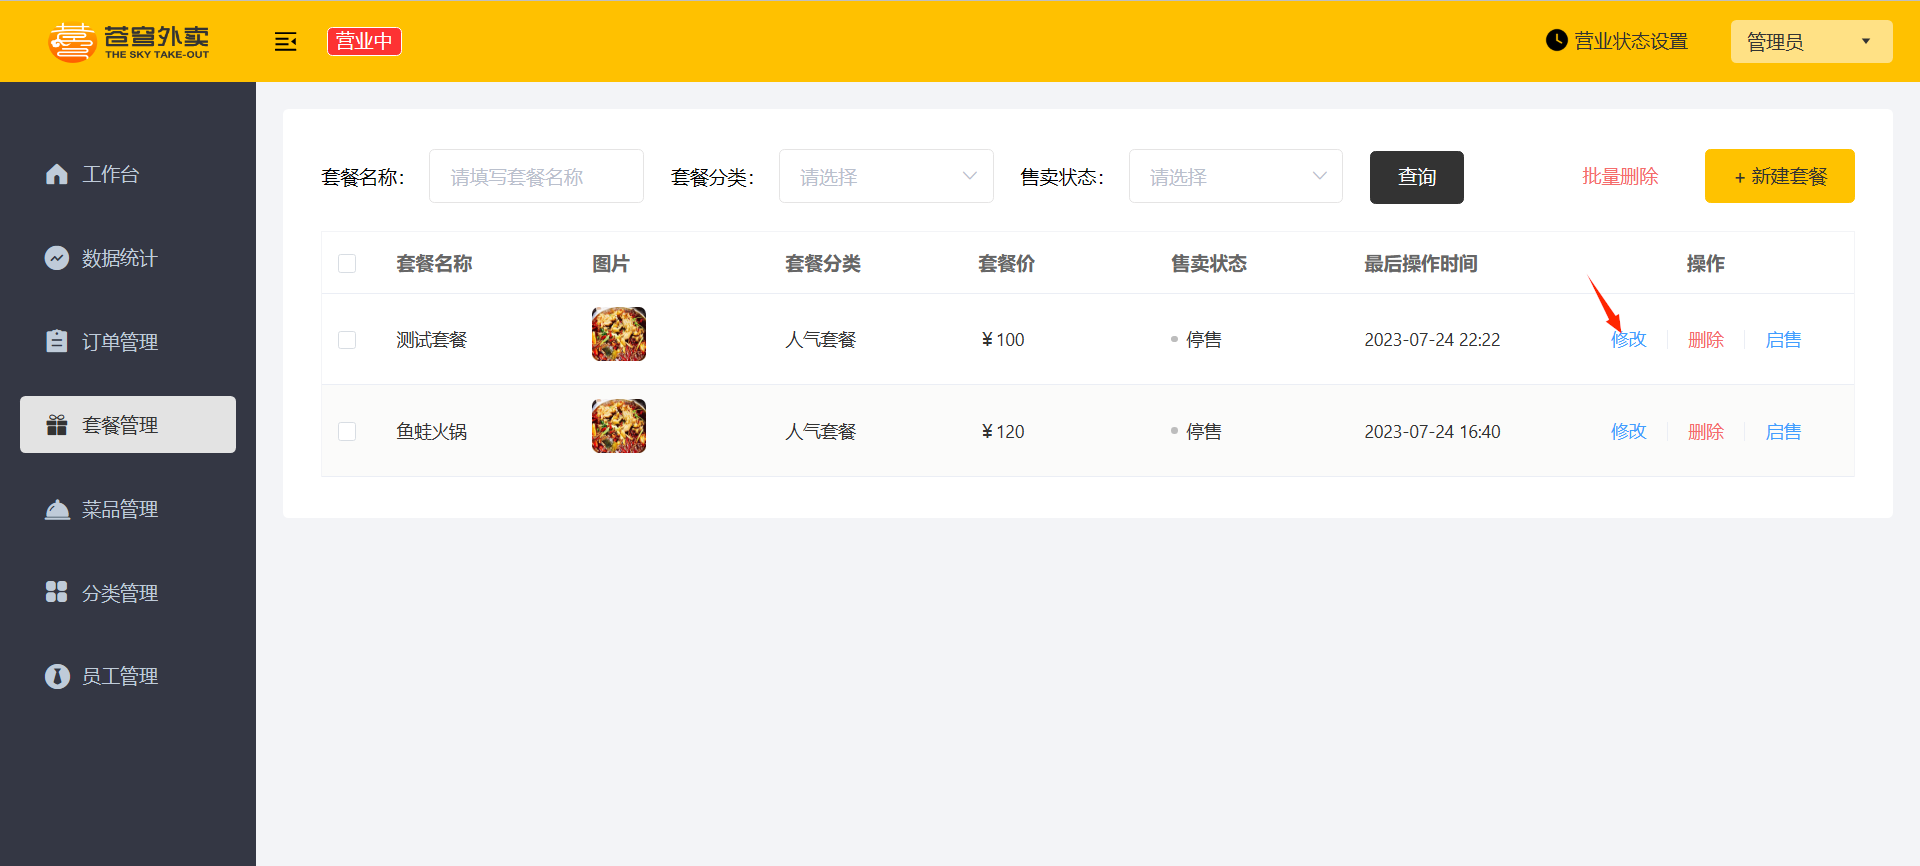 苍穹外卖
THE SKY TAKE-OUT
营业中
营业状态设置
管理员
工作台
数据统计
订单管理
套餐管理
菜品管理
分类管理
员工管理
套餐名称： 请填写套餐名称 套餐分类： 请选择 售卖状态： 请选择 查询 批量删除 + 新建套餐
套餐名称 图片 套餐分类 套餐价 售卖状态 最后操作时间 操作
测试套餐 人气套餐 ￥100 停售 2023-07-24 22:22 修改 删除 启售
鱼蛙火锅 人气套餐 ￥120 停售 2023-07-24 16:40 修改 删除 启售